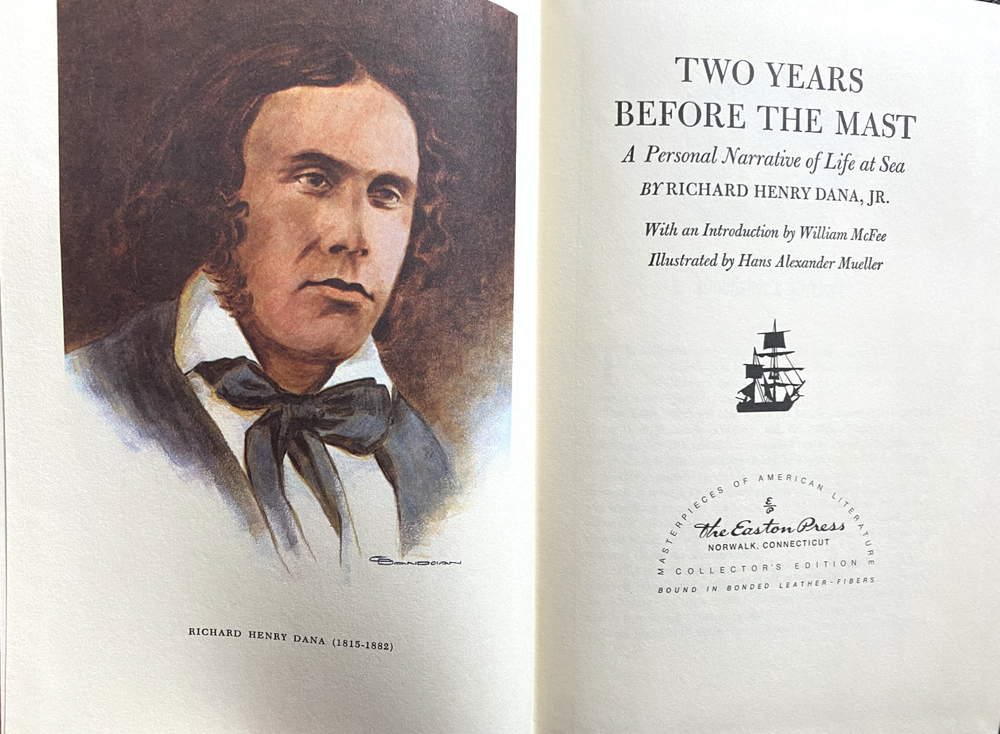 Sandoian
RICHARD HENRY DANA (1815-1882)
TWO YEARS
BEFORE THE MAST
A Personal Narrative of Life at Sea
BY RICHARD HENRY DANA, JR.
With an Introduction by William McFee
Illustrated by Hans Alexander Mueller
MASTERPIECES OF AMERICAN LITERATURE
E
P
the Easton Press
NORWALK, CONNECTICUT
COLLECTOR'S EDITION
BOUND IN BONDED LEATHER-FIBERS